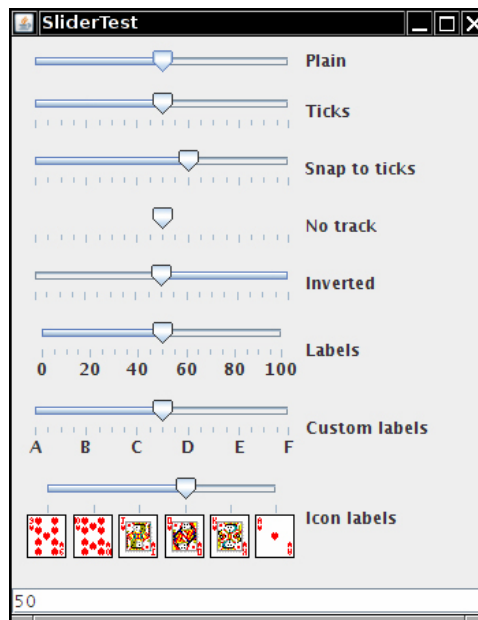 SliderTest
Plain
Ticks
Snap to ticks
No track
Inverted
Labels
0 20 40 60 80 100
Custom labels
A B C D E F
Icon labels
50